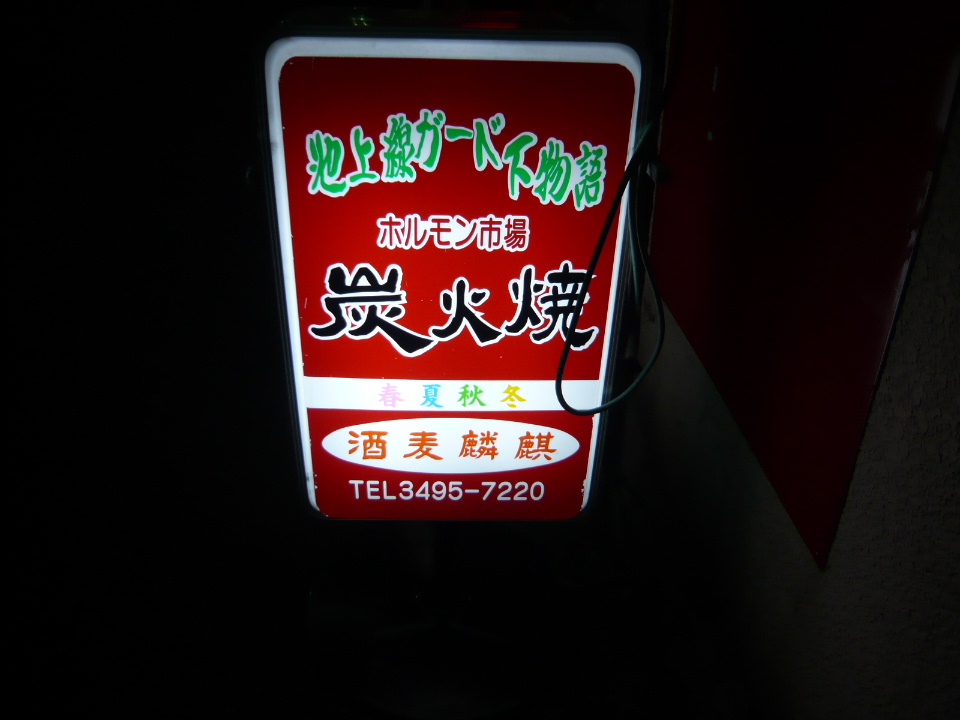 池上線ガード下物語
ホルモン市場
炭火焼
春夏秋冬
酒麦麟麒
TEL3495-7220